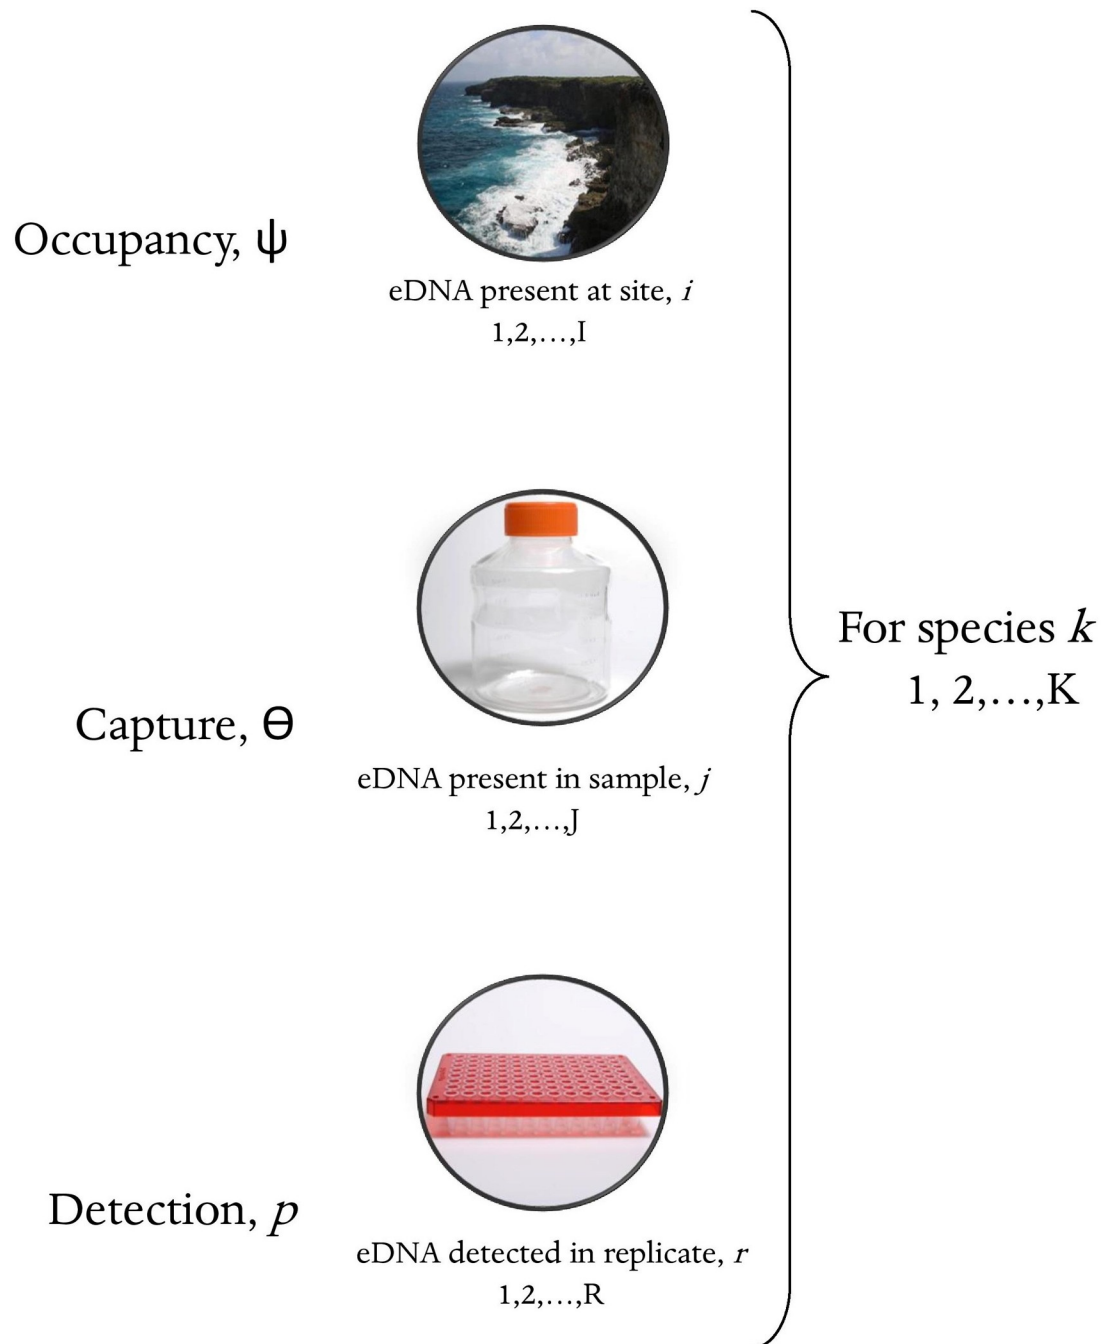 Occupancy, ψ
eDNA present at site, i
1,2,...,I
Capture, Θ
eDNA present in sample, j
1,2,...,J
For species k
1, 2,...,K
Detection, p
eDNA detected in replicate, r
1,2,...,R